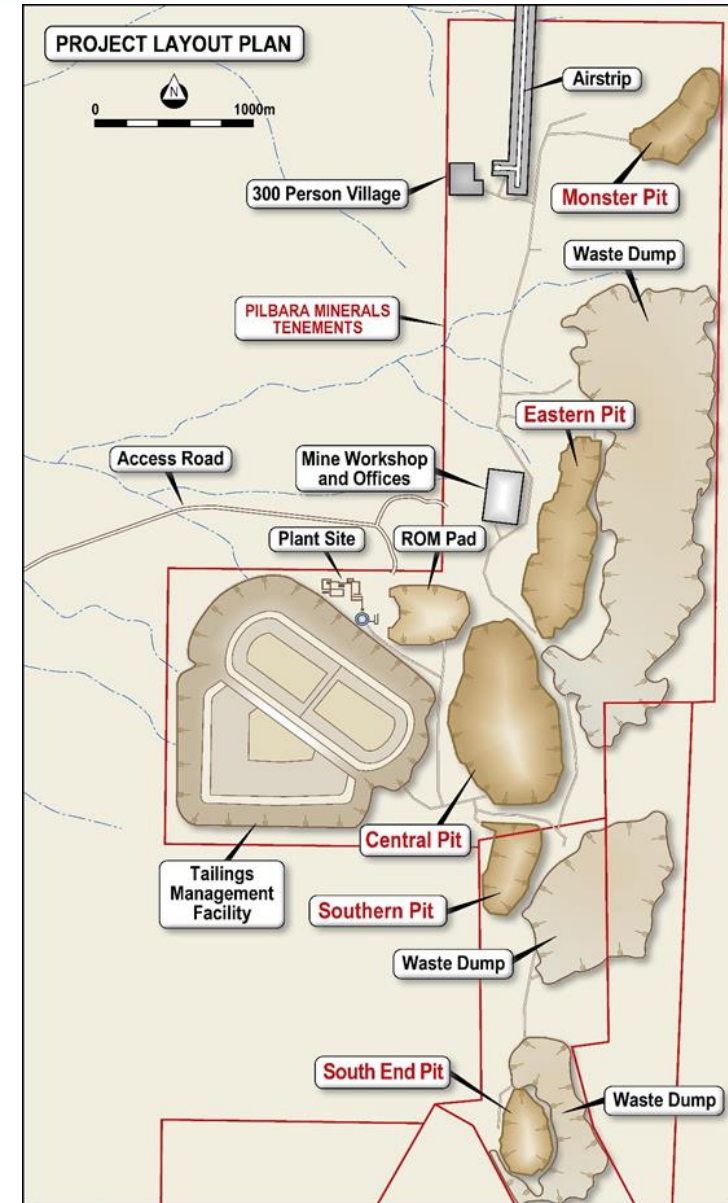 PROJECT LAYOUT PLAN
N
0 1000m
Airstrip
300 Person Village
Monster Pit
Waste Dump
PILBARA MINERALS
TENEMENTS
Eastern Pit
Access Road
Mine Workshop
and Offices
Plant Site
ROM Pad
Central Pit
Tailings
Management
Facility
Southern Pit
Waste Dump
South End Pit
Waste Dump